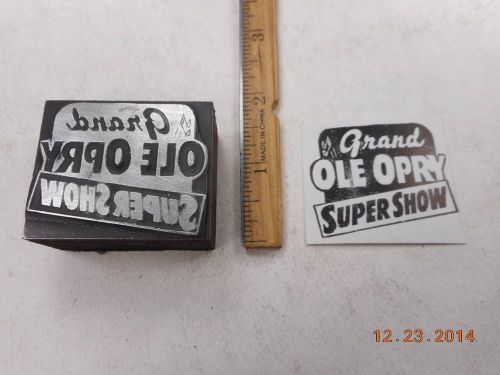 Grand
OLE OPRY
SUPER SHOW
1 2 3
MADE IN CHINA
Grand
OLE OPRY
SUPER SHOW
12.23.2014